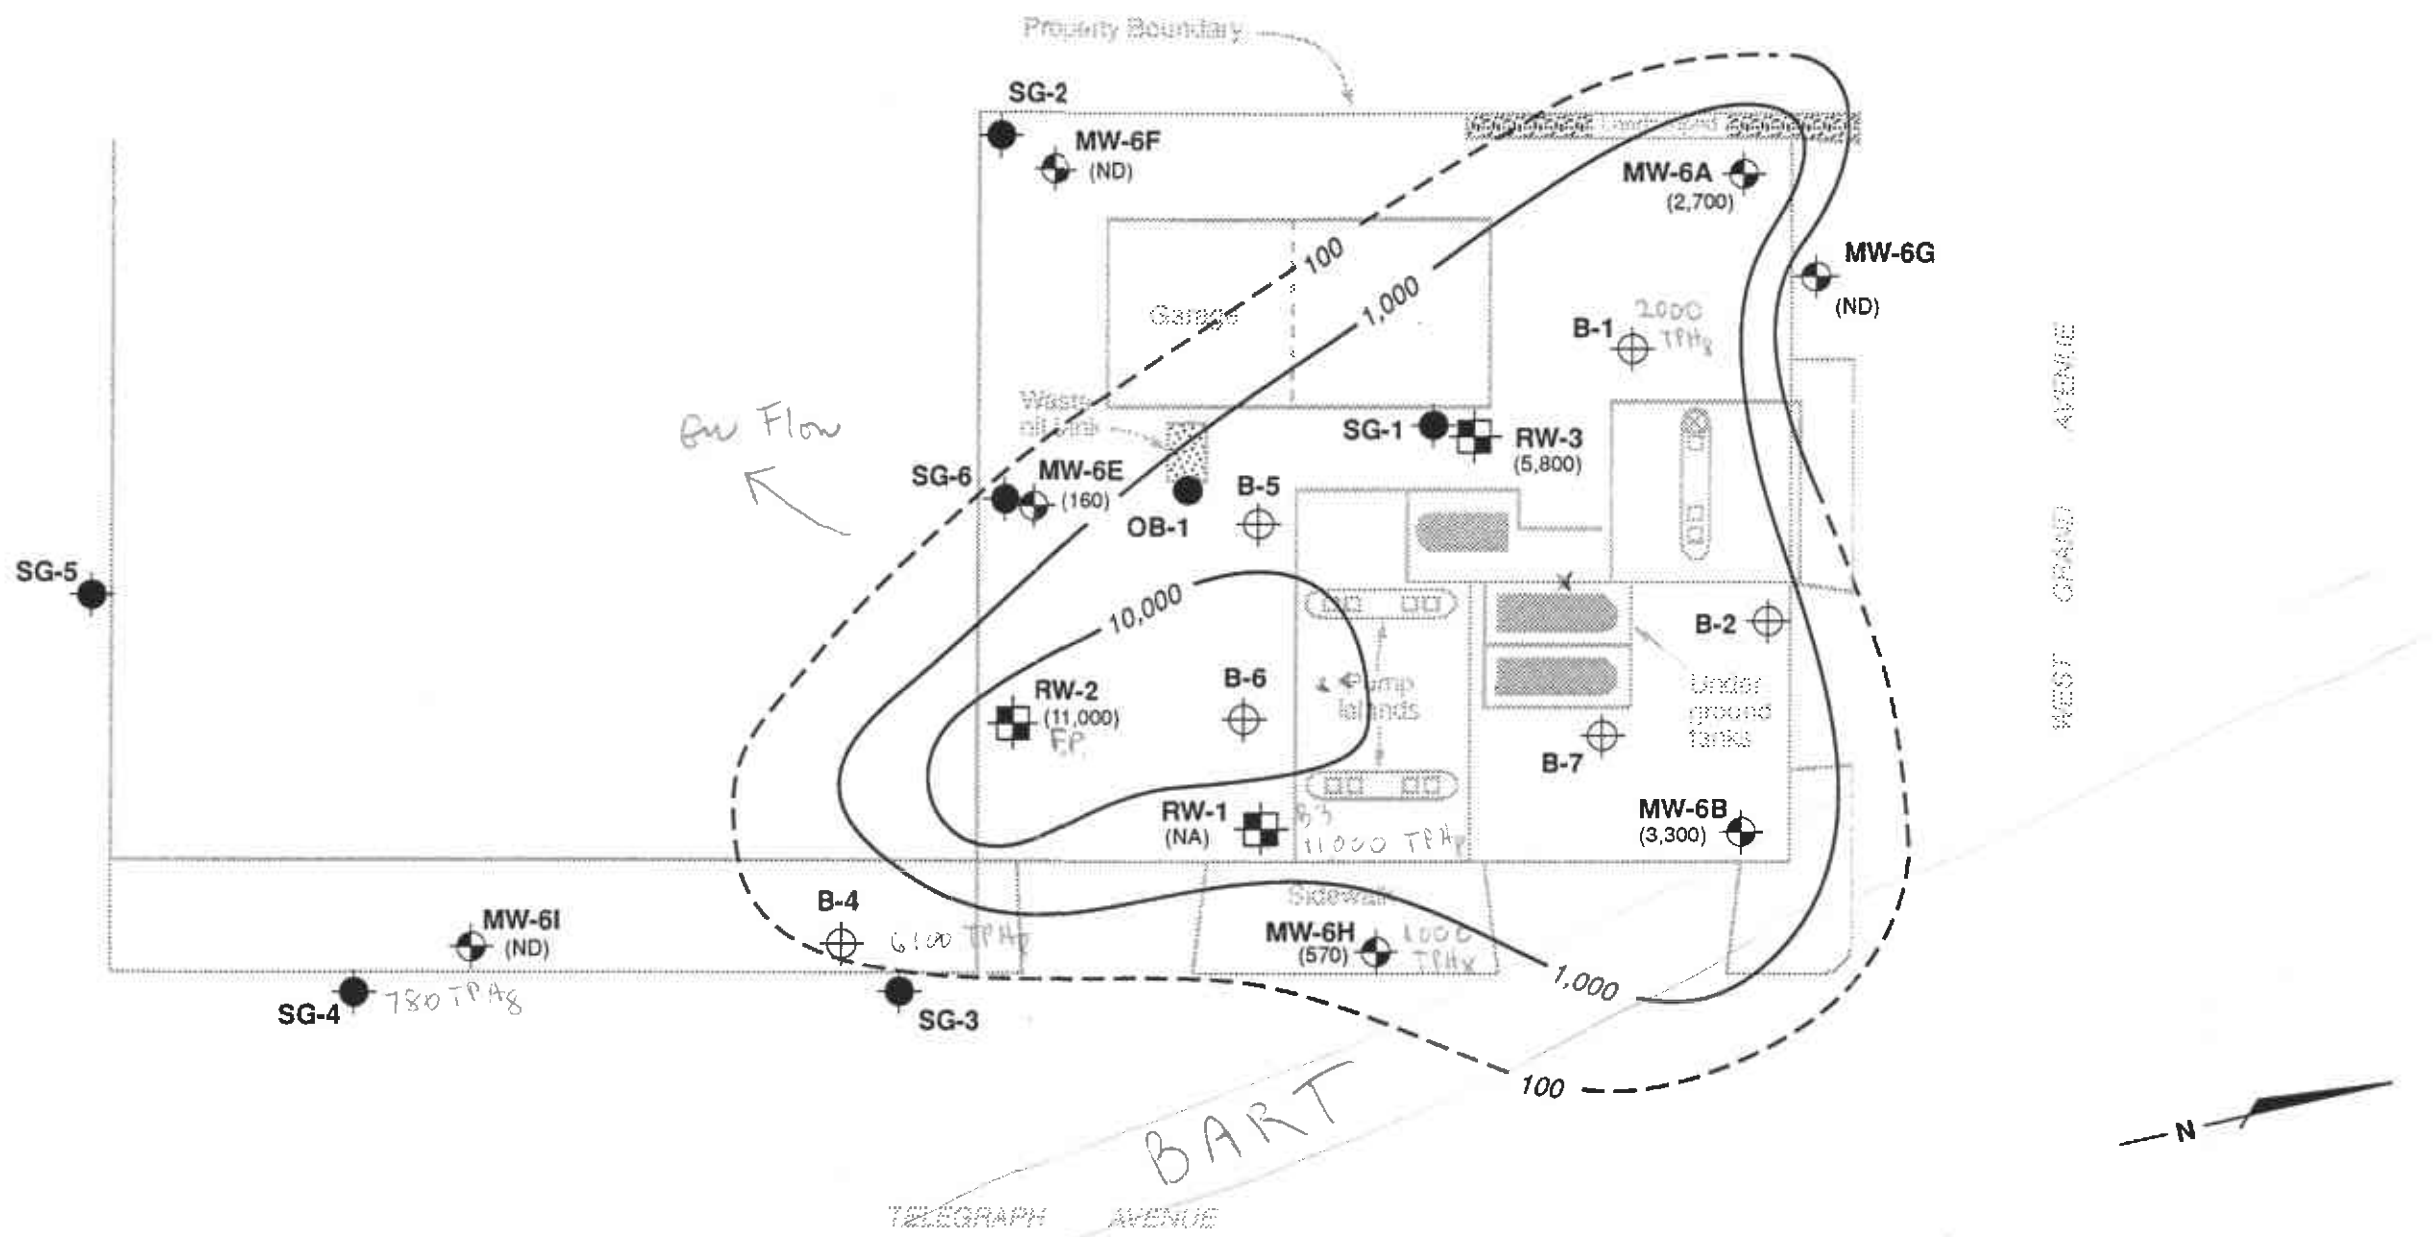 Property Boundary
SG-2
MW-6F
(ND)
MW-6A
(2,700)
MW-6G
(ND)
100
1,000
Garage
B-1
2000
TPHg
WEST GRAND AVENUE
Waste
GW Flow
SG-1
RW-3
(5,800)
SG-6
MW-6E
(160)
B-5
OB-1
SG-5
10,000
B-2
RW-2
(11,000)
F.P.
B-6
Pump
Islands
Under
ground
tanks
B-7
RW-1
(NA)
B3
11,000 TPHg
MW-6B
(3,300)
Sidewalk
B-4
6100 TPHg
MW-6I
(ND)
MW-6H
(570)
1000
TPHg
1,000
SG-4
780 TPHg
SG-3
100
BART
N
TELEGRAPH AVENUE